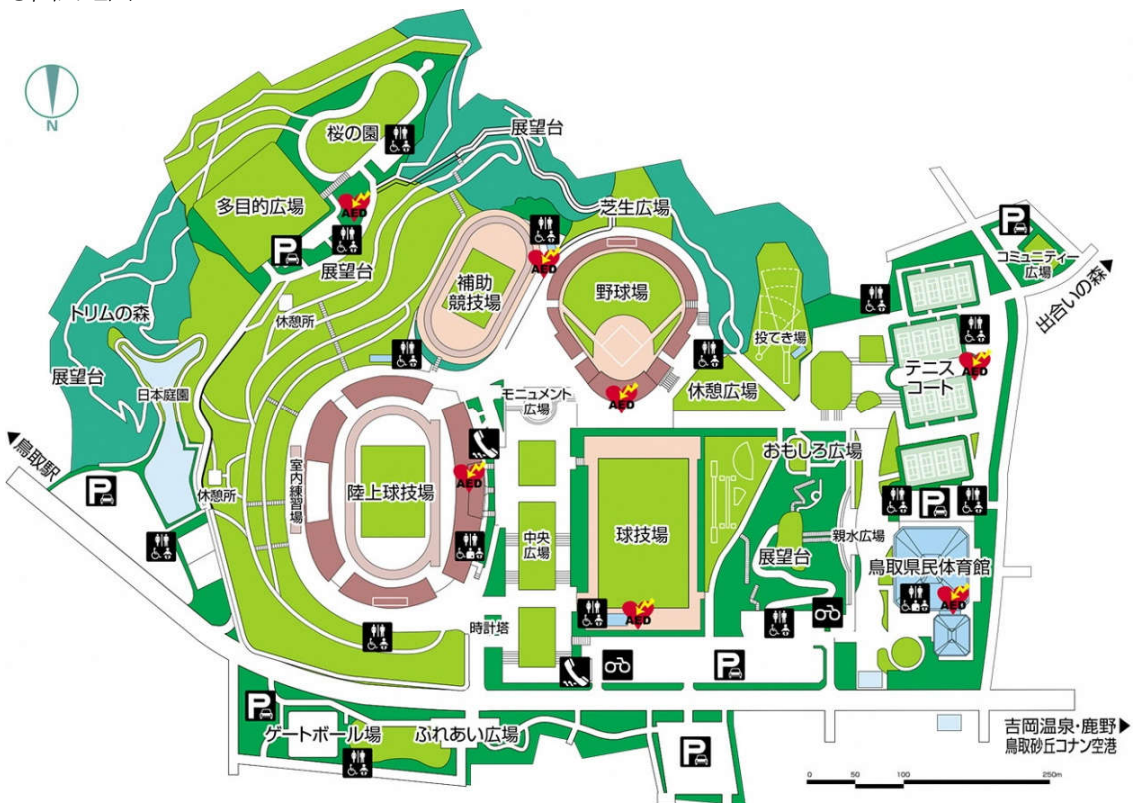 桜の園
展望台
多目的広場
AED
芝生広場
P
展望台
補助
競技場
AED
野球場
P
コミュニティー
広場
出合いの森▶
トリムの森
休憩所
投てき場
展望台
日本庭園
テニス
コート
AED
モニュメント
広場
AED
休憩広場
◀鳥取駅
P
休憩所
室内練習場
陸上球技場
AED
おもしろ広場
中央
広場
球技場
P
親水広場
展望台
鳥取県民体育館
AED
AED
時計塔
P
P
ゲートボール場
ふれあい広場
P
吉岡温泉・鹿野▶
鳥取砂丘コナン空港
N
0 50 100 250m